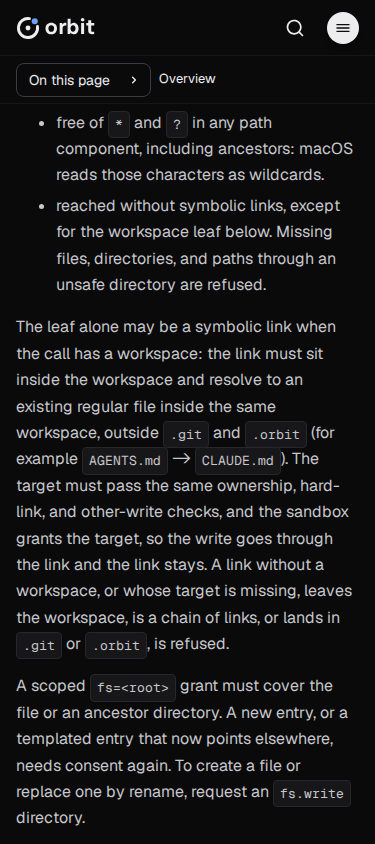 orbit
On this page
Overview
free of * and ? in any path
component, including ancestors: macOS
reads those characters as wildcards.
reached without symbolic links, except
for the workspace leaf below. Missing
files, directories, and paths through an
unsafe directory are refused.
The leaf alone may be a symbolic link when
the call has a workspace: the link must sit
inside the workspace and resolve to an
existing regular file inside the same
workspace, outside .git and .orbit (for
example AGENTS.md → CLAUDE.md). The
target must pass the same ownership, hard-
link, and other-write checks, and the sandbox
grants the target, so the write goes through
the link and the link stays. A link without a
workspace, or whose target is missing, leaves
the workspace, is a chain of links, or lands in
.git or .orbit, is refused.
A scoped fs=<root> grant must cover the
file or an ancestor directory. A new entry, or a
templated entry that now points elsewhere,
needs consent again. To create a file or
replace one by rename, request an fs.write
directory.